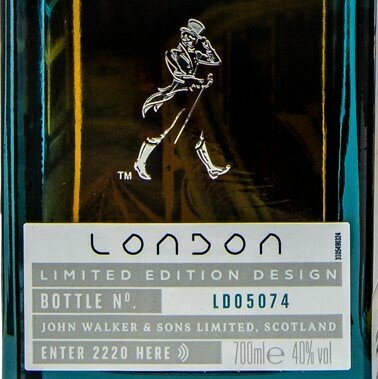 TM
LONDON
LIMITED EDITION DESIGN
BOTTLE Nº. LD05074
JOHN WALKER & SONS LIMITED, SCOTLAND
ENTER 2220 HERE 700ml e 40% vol